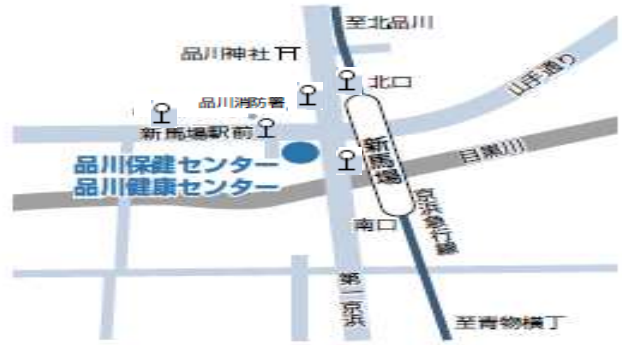 至北品川
品川神社
北口
品川消防署
山手通り
新馬場駅前
新馬場
目黒川
品川保健センター
品川健康センター
京浜急行線
南口
第一京浜
至青物横丁